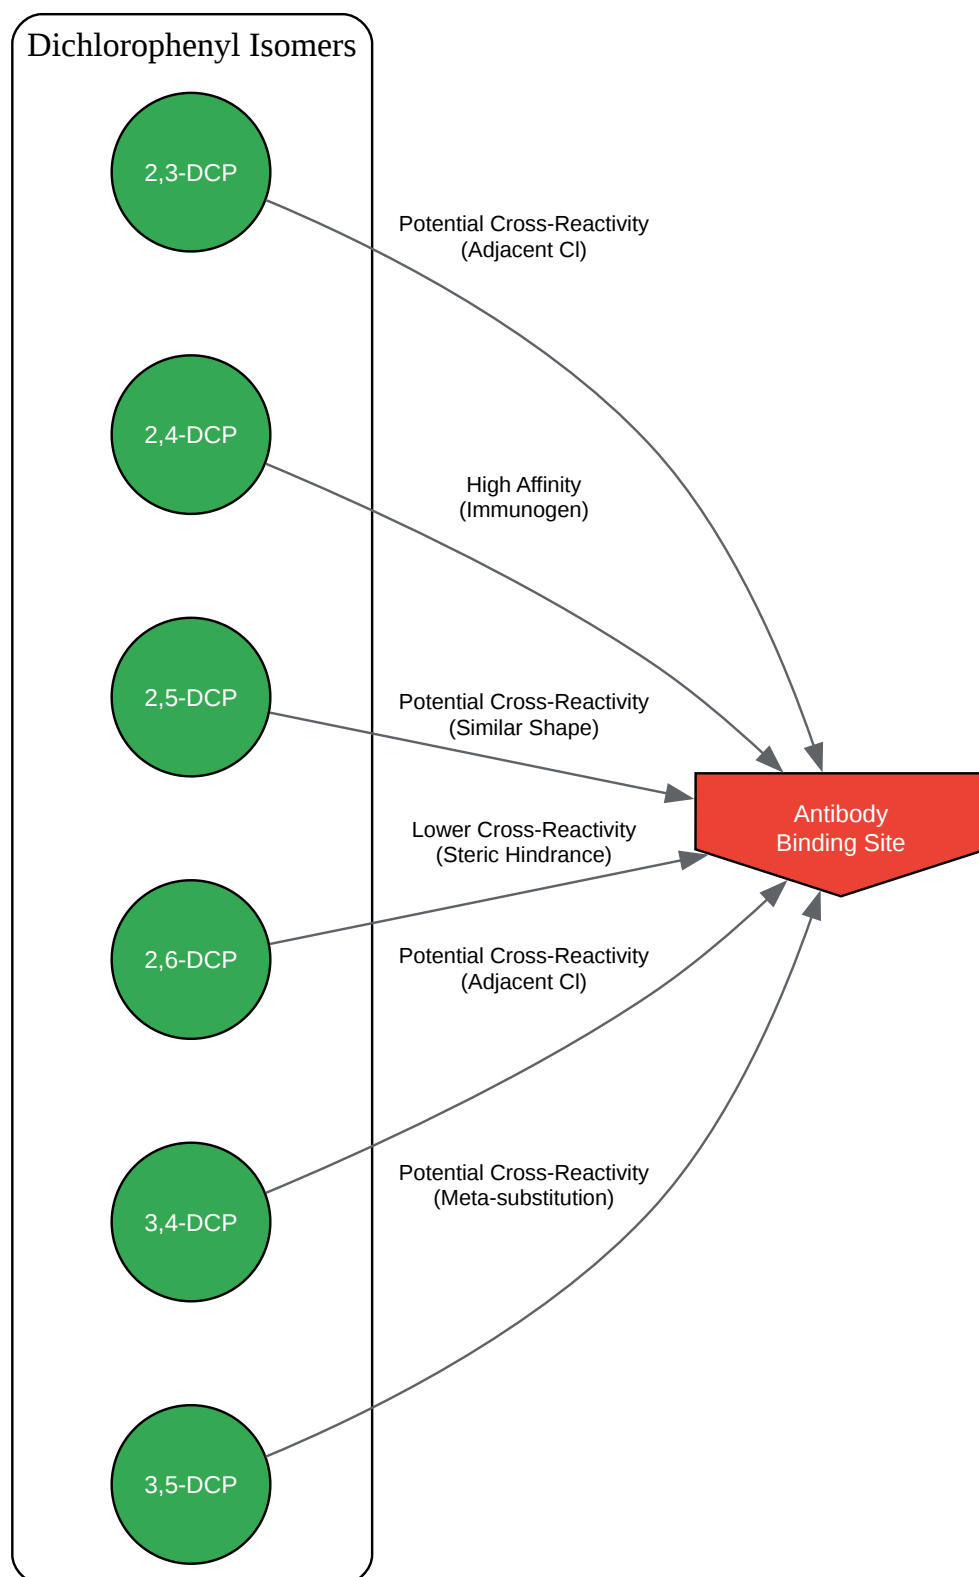 Dichlorophenyl Isomers
2,3-DCP
Potential Cross-Reactivity
(Adjacent Cl)
2,4-DCP
High Affinity
(Immunogen)
2,5-DCP
Potential Cross-Reactivity
(Similar Shape)
Antibody
Binding Site
Lower Cross-Reactivity
(Steric Hindrance)
2,6-DCP
Potential Cross-Reactivity
(Adjacent Cl)
3,4-DCP
Potential Cross-Reactivity
(Meta-substitution)
3,5-DCP